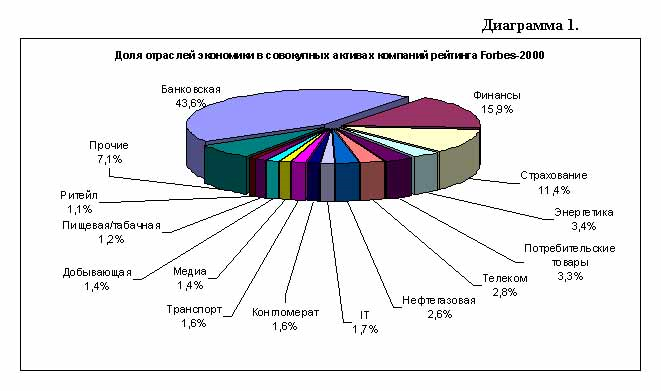 Диаграмма 1.
Доля отраслей экономики в совокупных активах компаний рейтинга Forbes-2000
Банковская
43,6%
Финансы
15,9%
Страхование
11,4%
Энергетика
3,4%
Потребительские
товары
3,3%
Телеком
2,8%
Нефтегазовая
2,6%
IT
1,7%
Конгломерат
1,6%
Транспорт
1,6%
Медиа
1,4%
Добывающая
1,4%
Пищевая/табачная
1,2%
Ритейл
1,1%
Прочие
7,1%